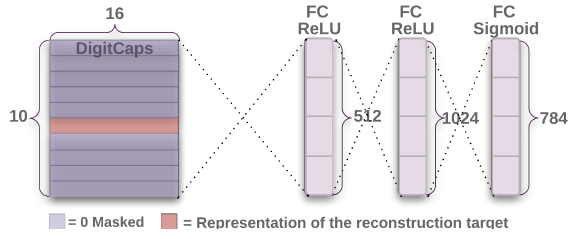 16
FC
ReLU
FC
ReLU
FC
Sigmoid
DigitCaps
10
512
1024
784
= 0 Masked
= Representation of the reconstruction target